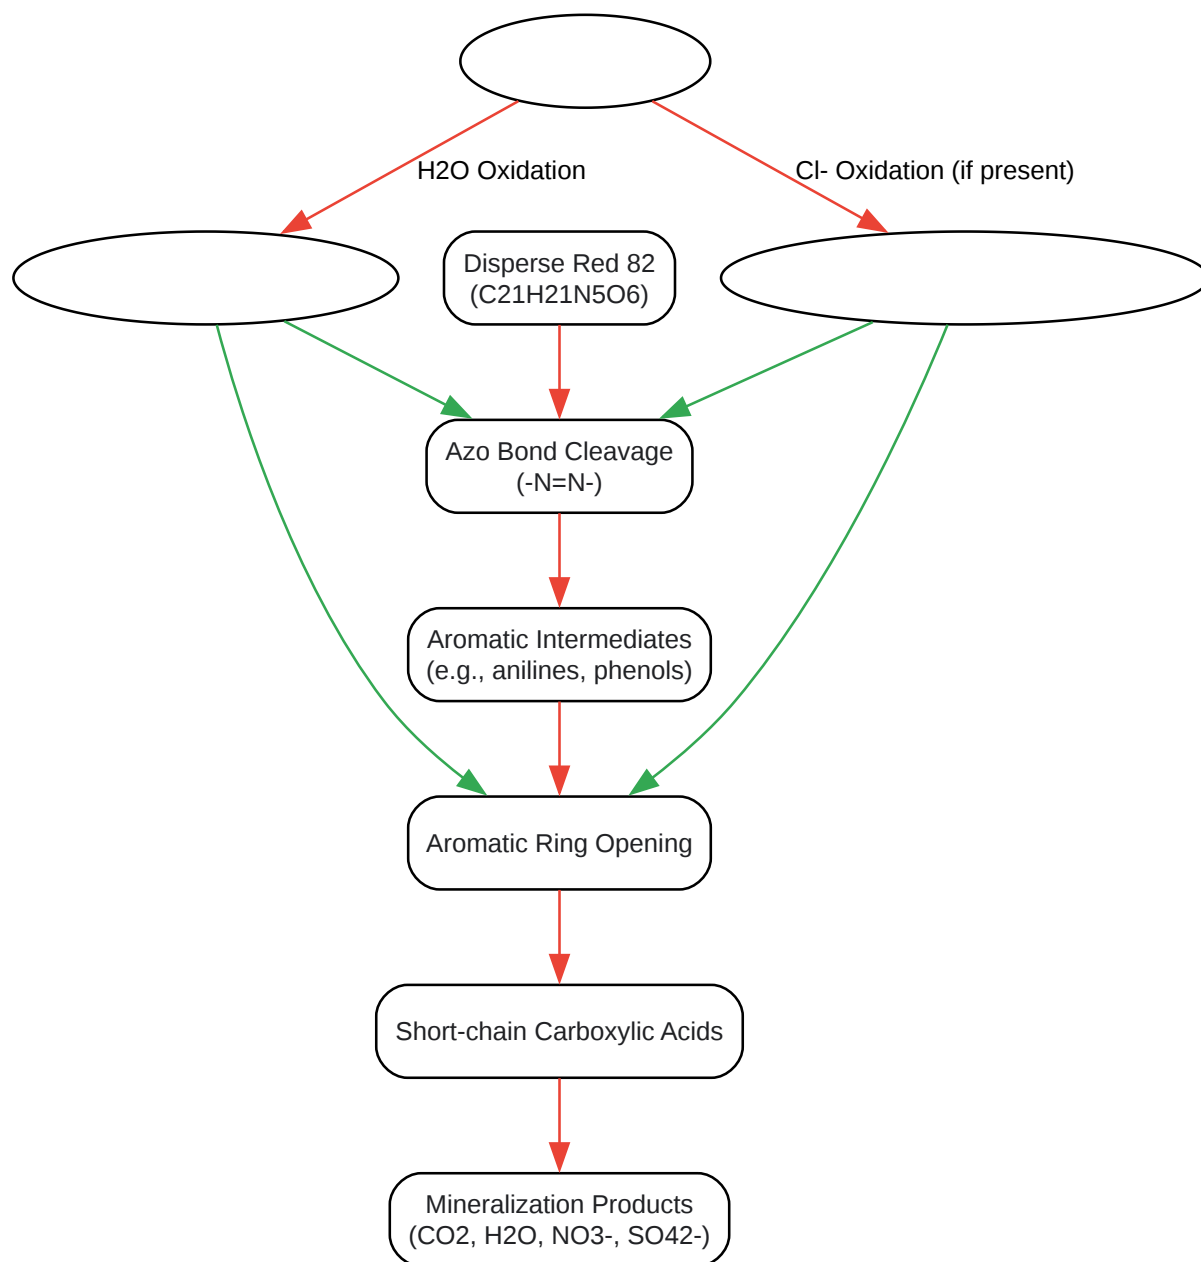 H2O Oxidation
Cl- Oxidation (if present)
Disperse Red 82
(C21H21N5O6)
Azo Bond Cleavage
(-N=N-)
Aromatic Intermediates
(e.g., anilines, phenols)
Aromatic Ring Opening
Short-chain Carboxylic Acids
Mineralization Products
(CO2, H2O, NO3-, SO42-)